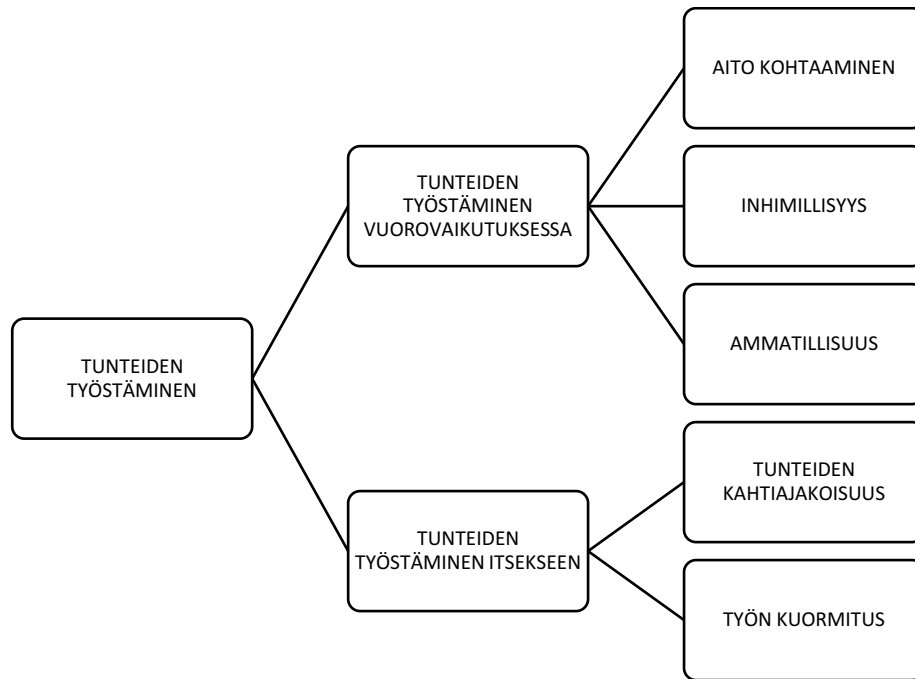 TUNTEIDEN
TYÖSTÄMINEN
TUNTEIDEN
TYÖSTÄMINEN
VUOROVAIKUTUKSESSA
AITO KOHTAAMINEN
INHIMILLISYYS
AMMATILLISUUS
TUNTEIDEN
TYÖSTÄMINEN ITSEKSEEN
TUNTEIDEN
KAHTIAJAKOISUUS
TYÖN KUORMITUS